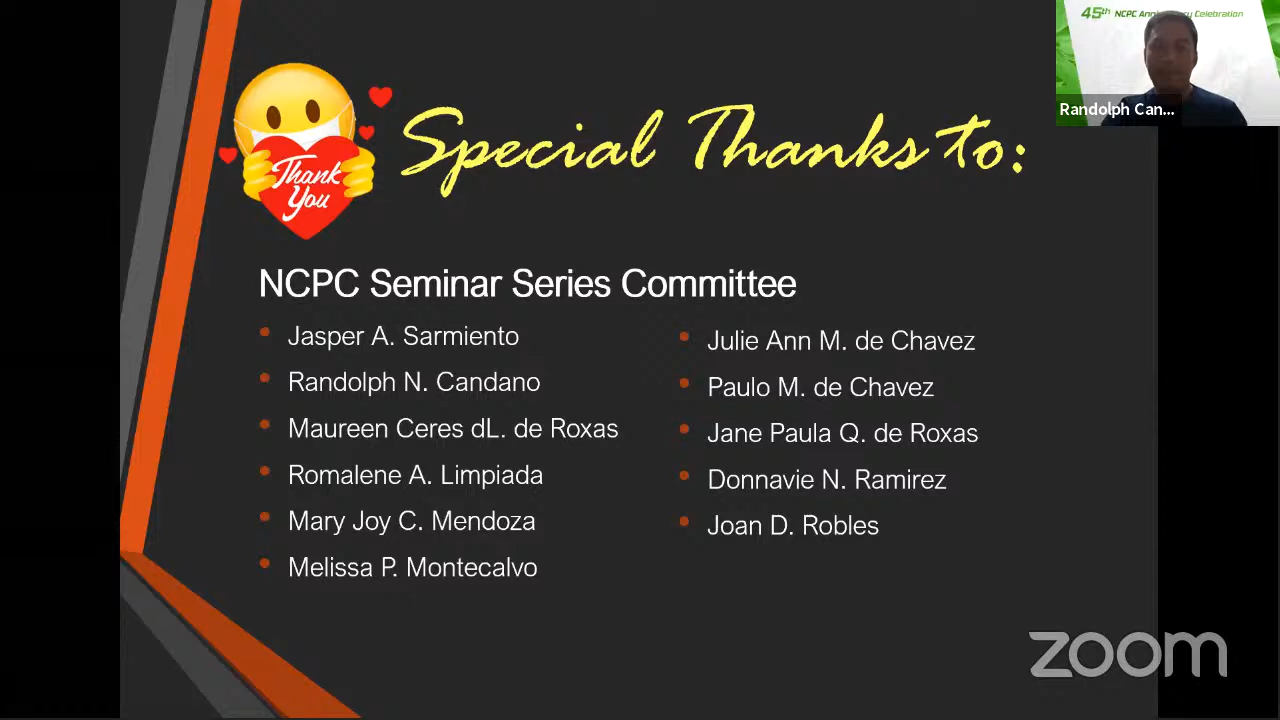 45th NCPC Anniversary Celebration
Randolph Can...
Thank
You
Special Thanks to:
NCPC Seminar Series Committee
Jasper A. Sarmiento
Randolph N. Candano
Maureen Ceres dL. de Roxas
Romalene A. Limpiada
Mary Joy C. Mendoza
Melissa P. Montecalvo
Julie Ann M. de Chavez
Paulo M. de Chavez
Jane Paula Q. de Roxas
Donnavie N. Ramirez
Joan D. Robles
zoom